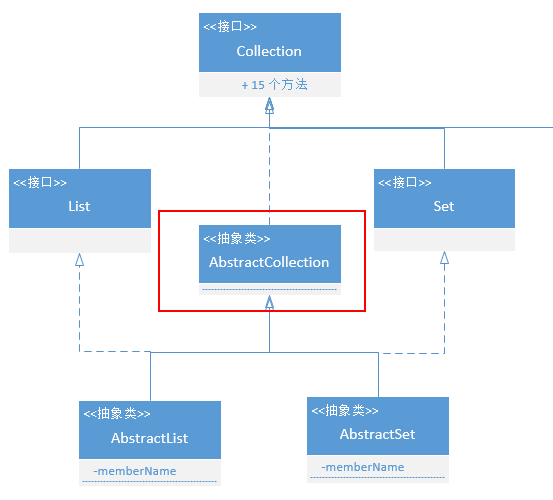 <<接口>>
Collection
+ 15 个方法
<<接口>>
List
<<接口>>
Set
<<抽象类>>
AbstractCollection
<<抽象类>>
AbstractList
-memberName
<<抽象类>>
AbstractSet
-memberName